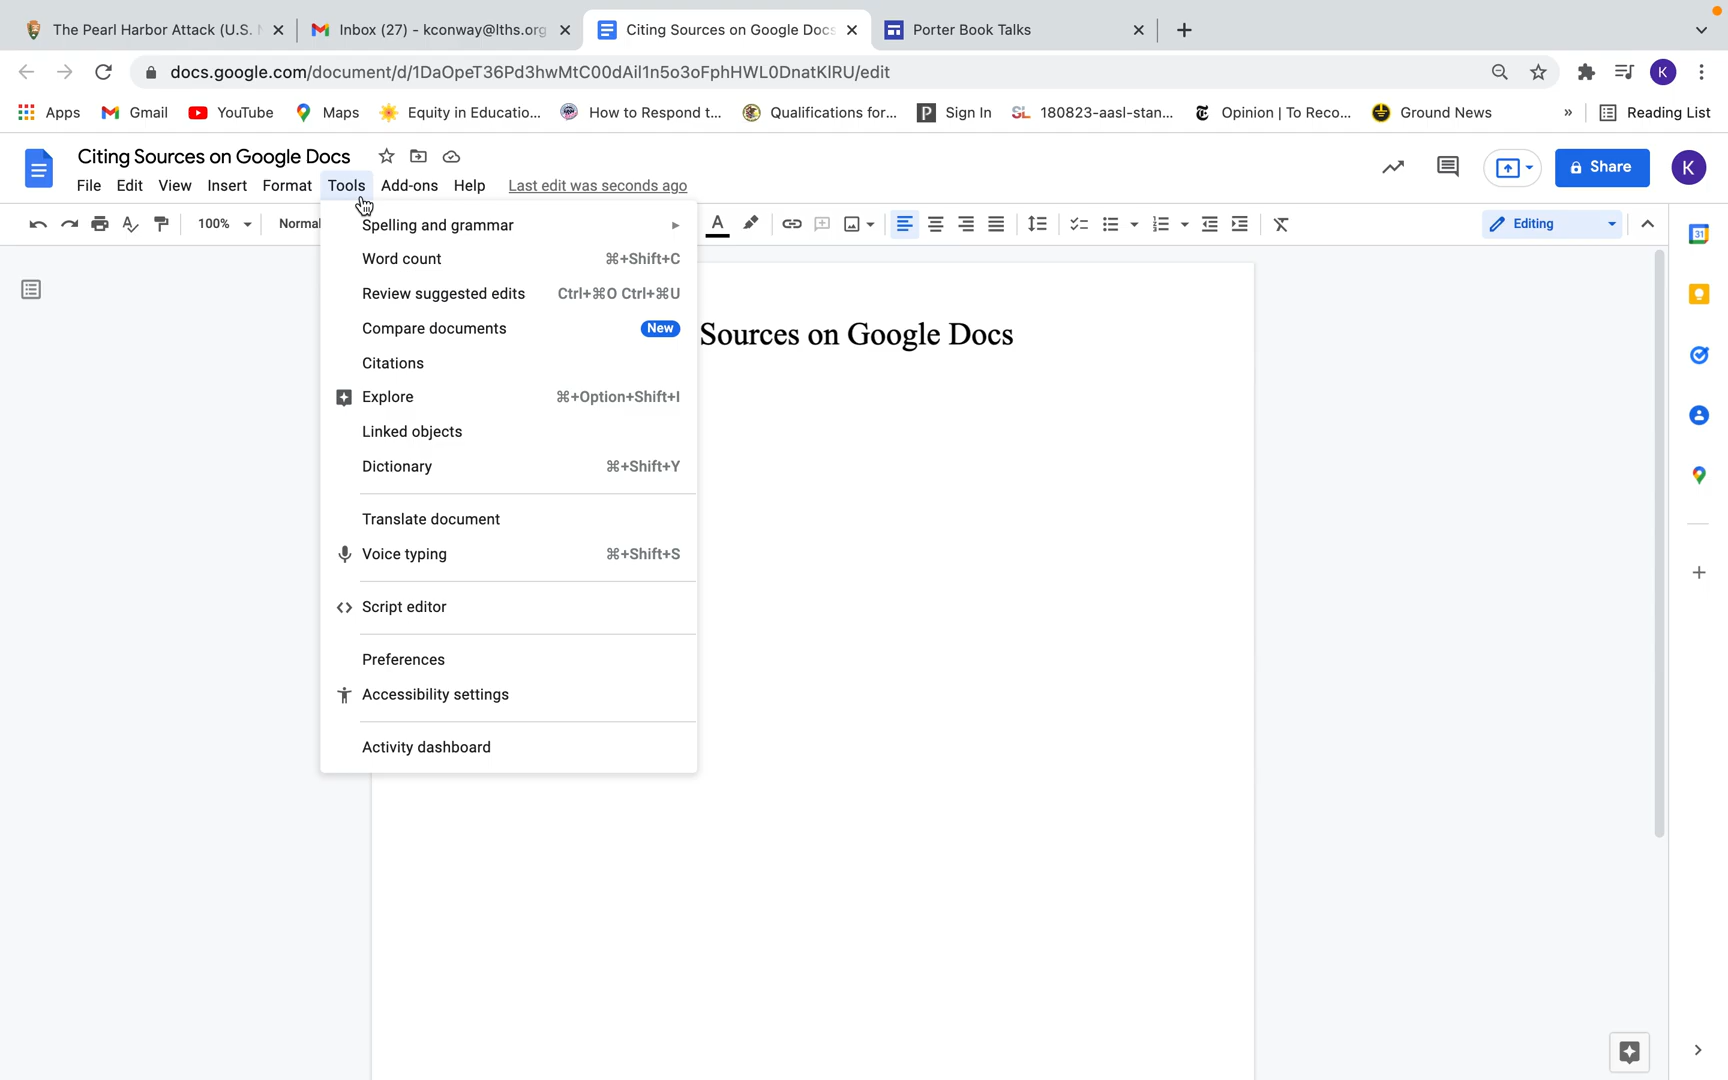 The Pearl Harbor Attack (U.S.
Inbox (27) - kconway@lths.org
Citing Sources on Google Docs
Porter Book Talks
docs.google.com/document/d/1DaOpeT36Pd3hwMtC00dAil1n5o3oFphHWL0DnatKlRU/edit
K
Apps
Gmail
YouTube
Maps
Equity in Educatio...
How to Respond t...
Qualifications for...
Sign In
SL 180823-aasl-stan...
Opinion | To Reco...
Ground News
»
Reading List
Citing Sources on Google Docs
File Edit View Insert Format Tools Add-ons Help Last edit was seconds ago
Share
K
100%
Normal
A
Editing
31
Spelling and grammar
Word count ⌘+Shift+C
Review suggested edits Ctrl+⌘O Ctrl+⌘U
Compare documents New
Citations
Explore ⌘+Option+Shift+I
Linked objects
Dictionary ⌘+Shift+Y
Translate document
Voice typing ⌘+Shift+S
Script editor
Preferences
Accessibility settings
Activity dashboard
Sources on Google Docs